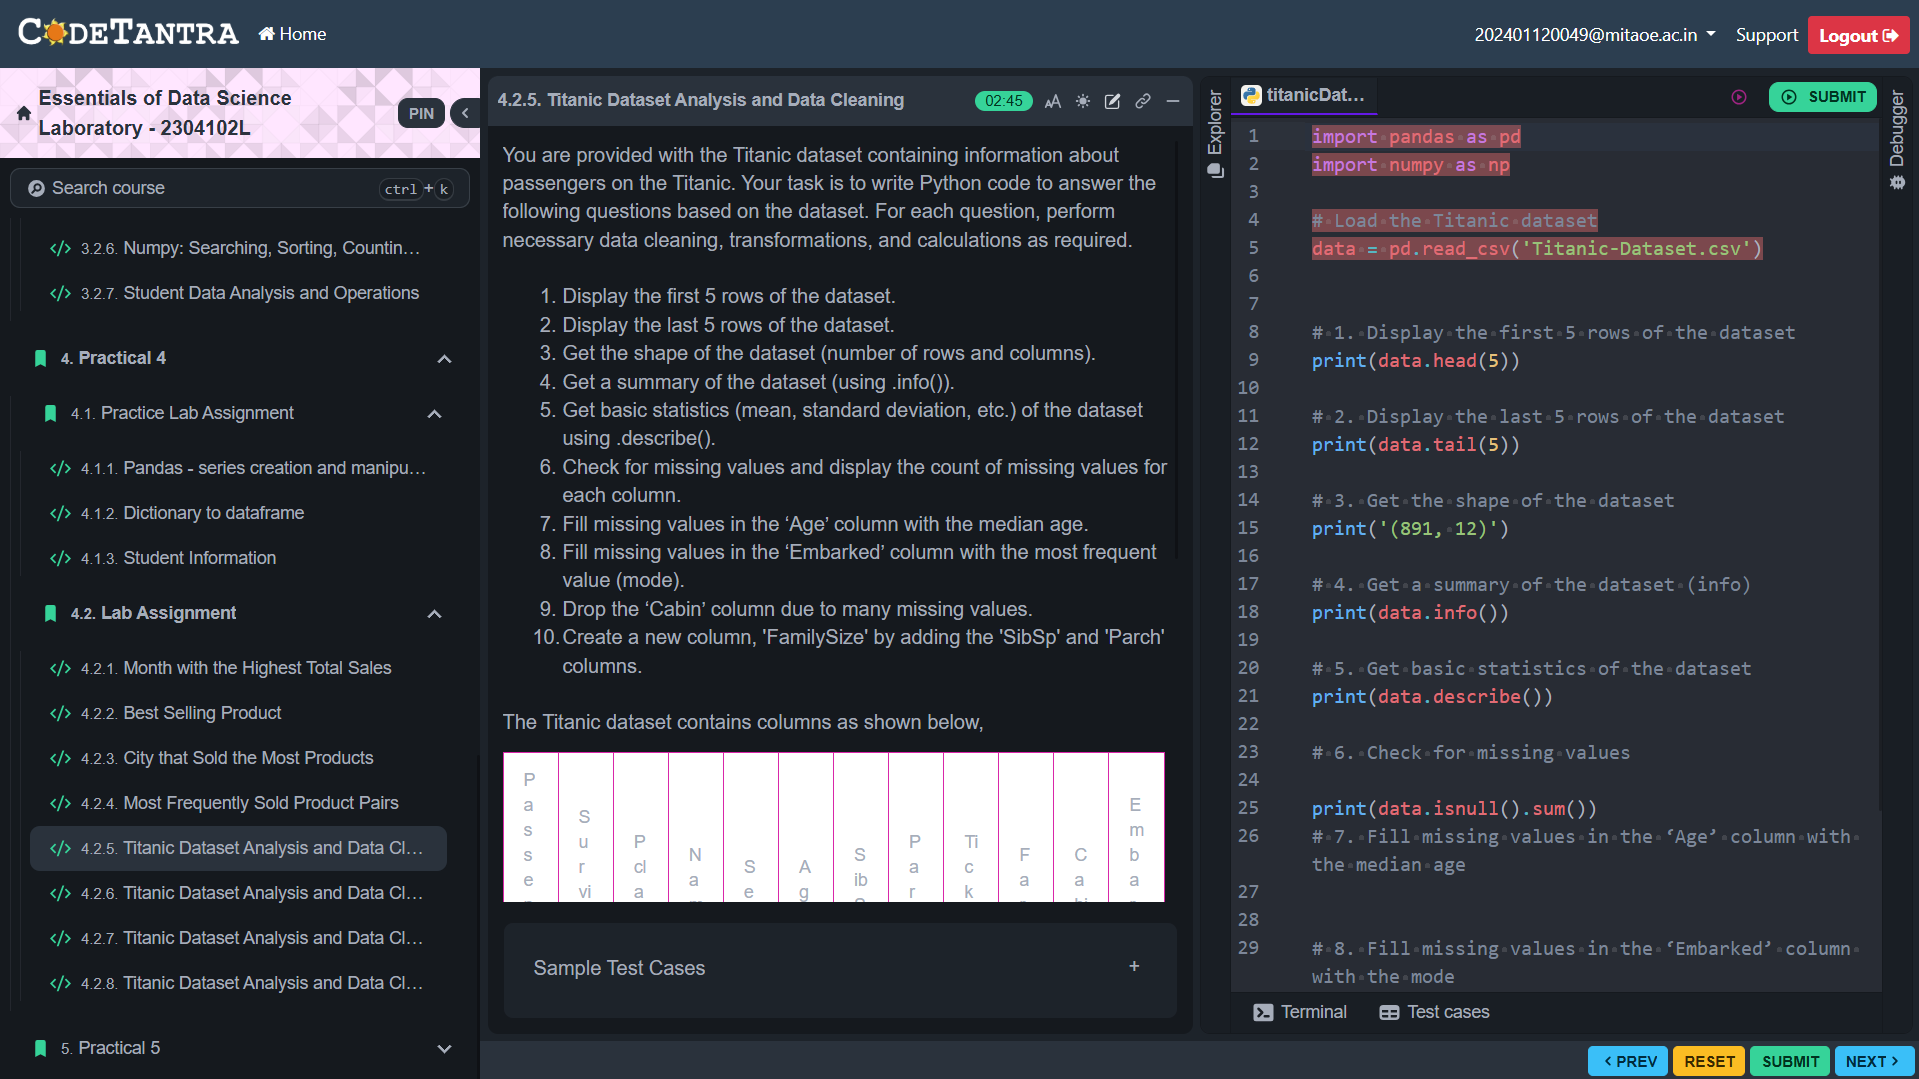 CODETANTRA
Home
202401120049@mitaoe.ac.in
Support
Logout
Essentials of Data Science
Laboratory - 2304102L
PIN
Search course
ctrl + k
3.2.6. Numpy: Searching, Sorting, Countin...
3.2.7. Student Data Analysis and Operations
4. Practical 4
4.1. Practice Lab Assignment
4.1.1. Pandas - series creation and manipu...
4.1.2. Dictionary to dataframe
4.1.3. Student Information
4.2. Lab Assignment
4.2.1. Month with the Highest Total Sales
4.2.2. Best Selling Product
4.2.3. City that Sold the Most Products
4.2.4. Most Frequently Sold Product Pairs
4.2.5. Titanic Dataset Analysis and Data Cl...
4.2.6. Titanic Dataset Analysis and Data Cl...
4.2.7. Titanic Dataset Analysis and Data Cl...
4.2.8. Titanic Dataset Analysis and Data Cl...
5. Practical 5
4.2.5. Titanic Dataset Analysis and Data Cleaning
02:45
You are provided with the Titanic dataset containing information about
passengers on the Titanic. Your task is to write Python code to answer the
following questions based on the dataset. For each question, perform
necessary data cleaning, transformations, and calculations as required.
1. Display the first 5 rows of the dataset.
2. Display the last 5 rows of the dataset.
3. Get the shape of the dataset (number of rows and columns).
4. Get a summary of the dataset (using .info()).
5. Get basic statistics (mean, standard deviation, etc.) of the dataset
using .describe().
6. Check for missing values and display the count of missing values for
each column.
7. Fill missing values in the ‘Age’ column with the median age.
8. Fill missing values in the ‘Embarked’ column with the most frequent
value (mode).
9. Drop the ‘Cabin’ column due to many missing values.
10. Create a new column, 'FamilySize' by adding the 'SibSp' and 'Parch'
columns.
The Titanic dataset contains columns as shown below,
P
a
s
s
e
S
u
r
vi
P
cl
a
N
a
S
e
A
g
S
ib
P
a
r
Ti
c
k
F
a
C
a
E
m
b
a
Sample Test Cases
+
Explorer
titanicDat...
SUBMIT
Debugger
1 import pandas as pd
2 import numpy as np
3
4 # Load the Titanic dataset
5 data = pd.read_csv('Titanic-Dataset.csv')
6
7
8 # 1. Display the first 5 rows of the dataset
9 print(data.head(5))
10
11 # 2. Display the last 5 rows of the dataset
12 print(data.tail(5))
13
14 # 3. Get the shape of the dataset
15 print('(891, 12)')
16
17 # 4. Get a summary of the dataset (info)
18 print(data.info())
19
20 # 5. Get basic statistics of the dataset
21 print(data.describe())
22
23 # 6. Check for missing values
24
25 print(data.isnull().sum())
26 # 7. Fill missing values in the ‘Age’ column with
the median age
27
28
29 # 8. Fill missing values in the ‘Embarked’ column
with the mode
Terminal
Test cases
PREV
RESET
SUBMIT
NEXT